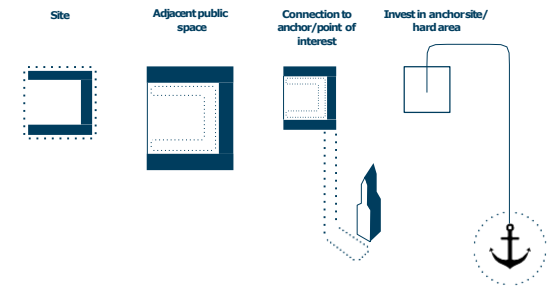 Site
Adjacent public
space
Connection to
anchor/point of
interest
Invest in anchor site/
hard area